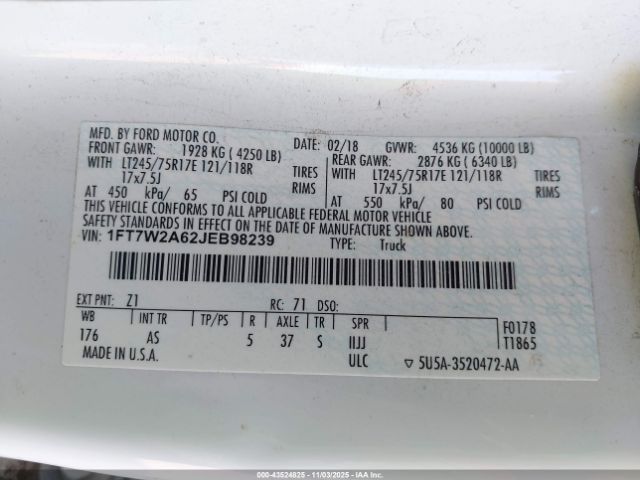 MFD. BY FORD MOTOR CO.
DATE: 02/18 GVWR: 4536 KG (10000 LB)
FRONT GAWR: 1928 KG ( 4250 LB) REAR GAWR: 2876 KG ( 6340 LB)
WITH LT245/75R17E 121/118R TIRES WITH LT245/75R17E 121/118R TIRES
17x7.5J RIMS 17x7.5J RIMS
AT 450 kPa/ 65 PSI COLD AT 550 kPa/ 80 PSI COLD
THIS VEHICLE CONFORMS TO ALL APPLICABLE FEDERAL MOTOR VEHICLE
SAFETY STANDARDS IN EFFECT ON THE DATE OF MANUFACTURE SHOWN ABOVE.
VIN: 1FT7W2A62JEB98239 TYPE: Truck
EXT PNT: Z1 RC: 71 DSO:
WB INT TR TP/PS R AXLE TR SPR F0178
176 AS 5 37 S IIJJ T1865
MADE IN U.S.A. ULC ▽ 5U5A-3520472-AA
IAA 000-43524825 | 11/03/2025 | ©IAA Holdings, LLC